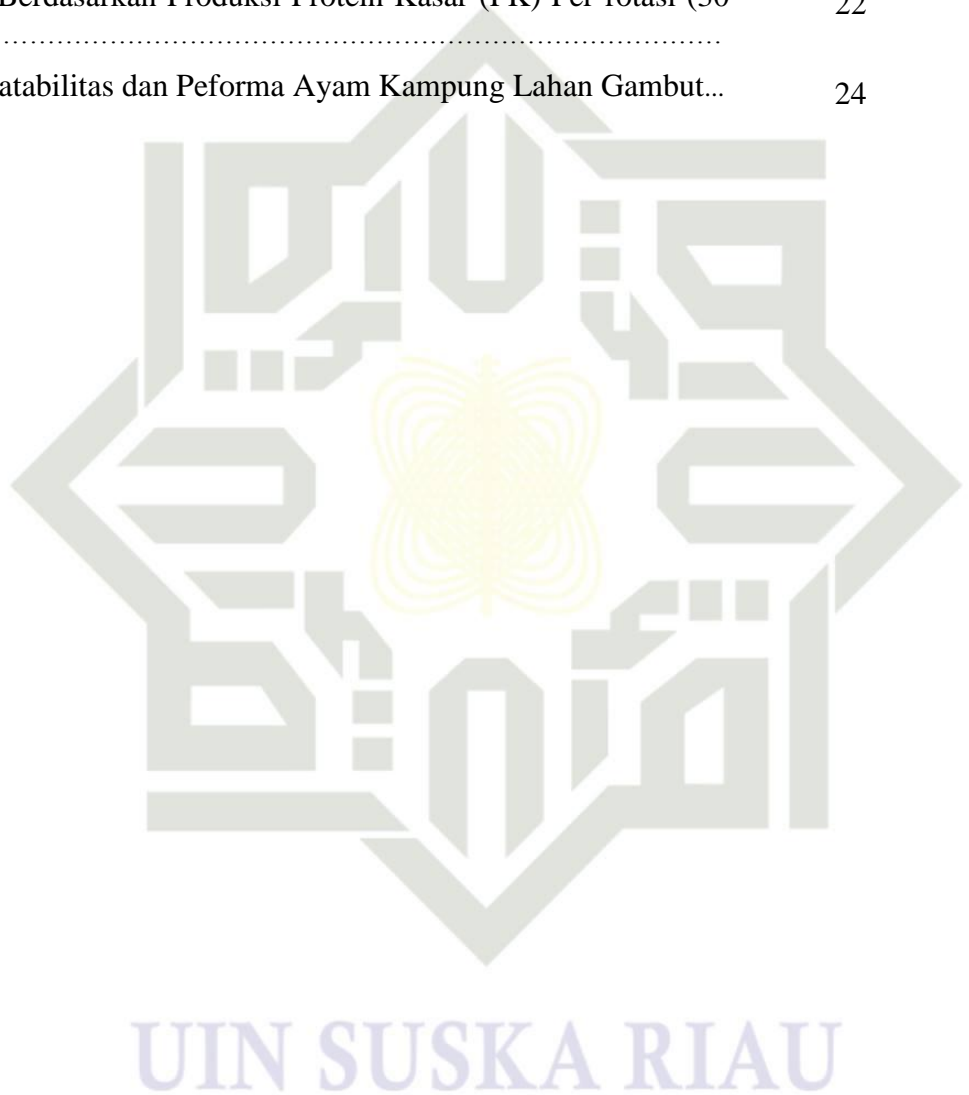 Berdasarkan Produksi Protein Kasar (PK) Per rotasi ( 22
................................................................................
atabilitas dan Peforma Ayam Kampung Lahan Gambut... 24
UIN SUSKA RIAU